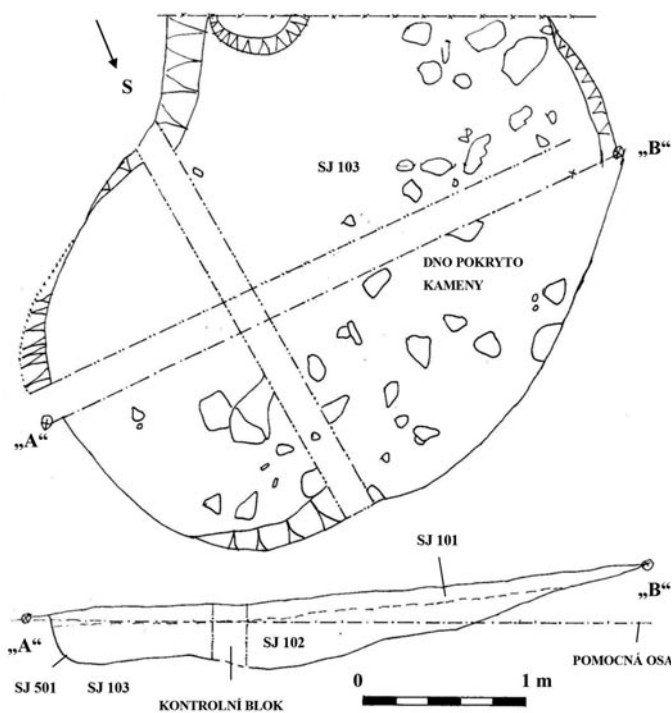 S
SJ 103
„B“
DNO POKRYTO
KAMENY
„A“
SJ 101
„B“
„A“
SJ 102
POMOCNÁ OSA
SJ 501
SJ 103
KONTROLNÍ BLOK
0
1 m